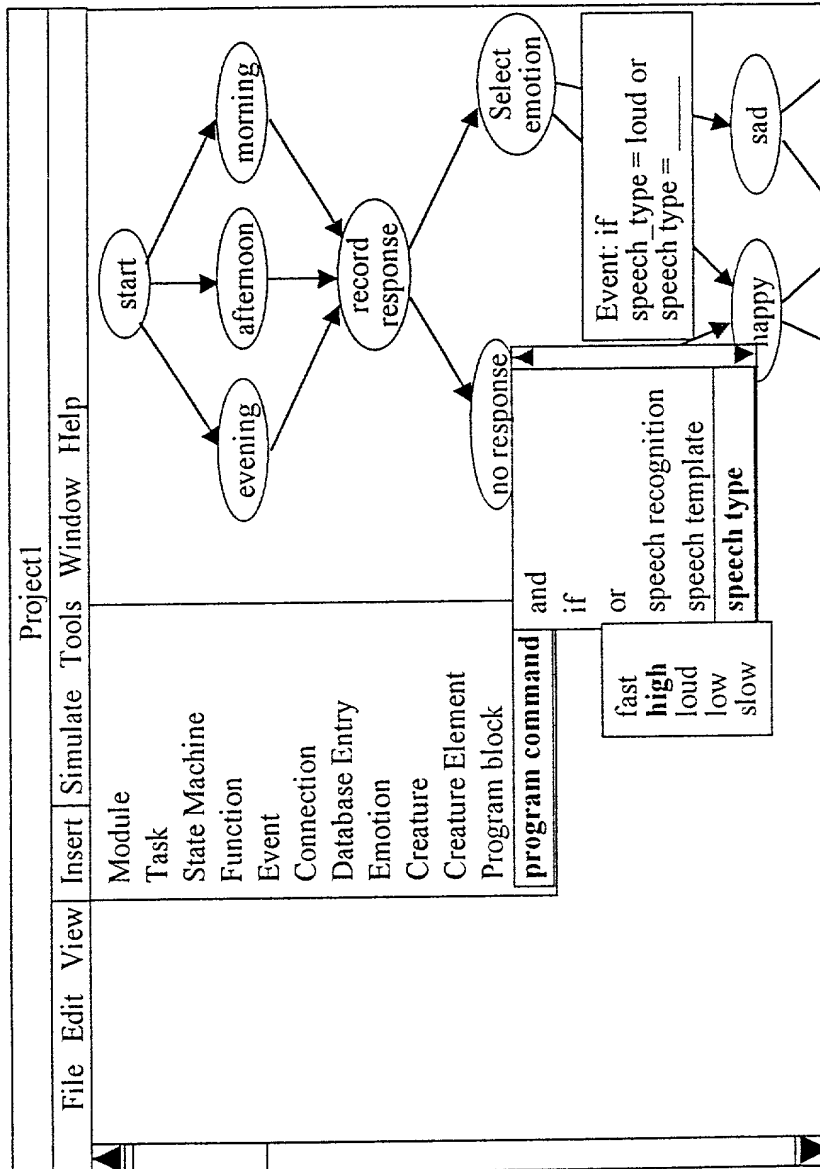 Project1
File Edit View Insert Simulate Tools Window Help
Module
Task
State Machine
Function
Event
Connection
Database Entry
Emotion
Creature
Creature Element
Program block
program command
and
if
or
speech recognition
speech template
speech type
fast
high
loud
low
slow
start
evening
afternoon
morning
record
response
no response
Select
emotion
Event: if
speech_type = loud or
speech_type = ____
happy
sad